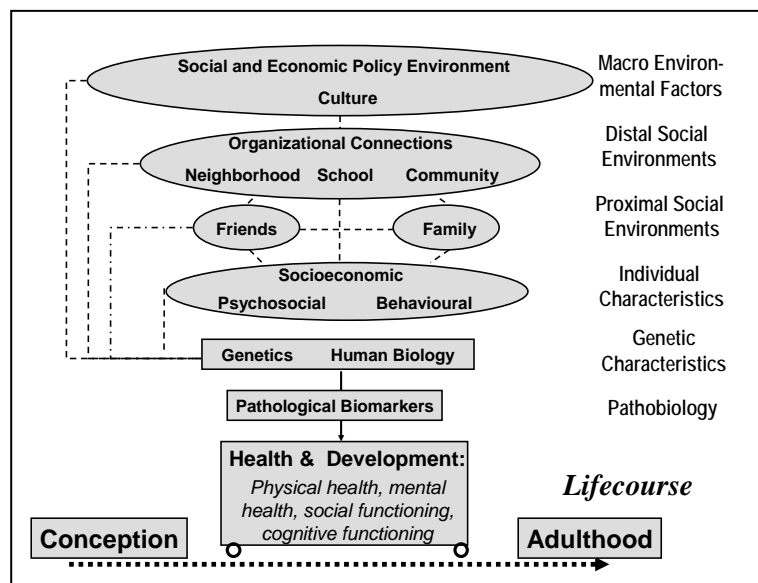 Social and Economic Policy Environment
Culture
Macro Environ-
mental Factors
Organizational Connections
Neighborhood School Community
Distal Social
Environments
Friends
Family
Proximal Social
Environments
Socioeconomic
Psychosocial Behavioural
Individual
Characteristics
Genetics Human Biology
Genetic
Characteristics
Pathological Biomarkers
Pathobiology
Health & Development:
Physical health, mental
health, social functioning,
cognitive functioning
Lifecourse
Conception
Adulthood